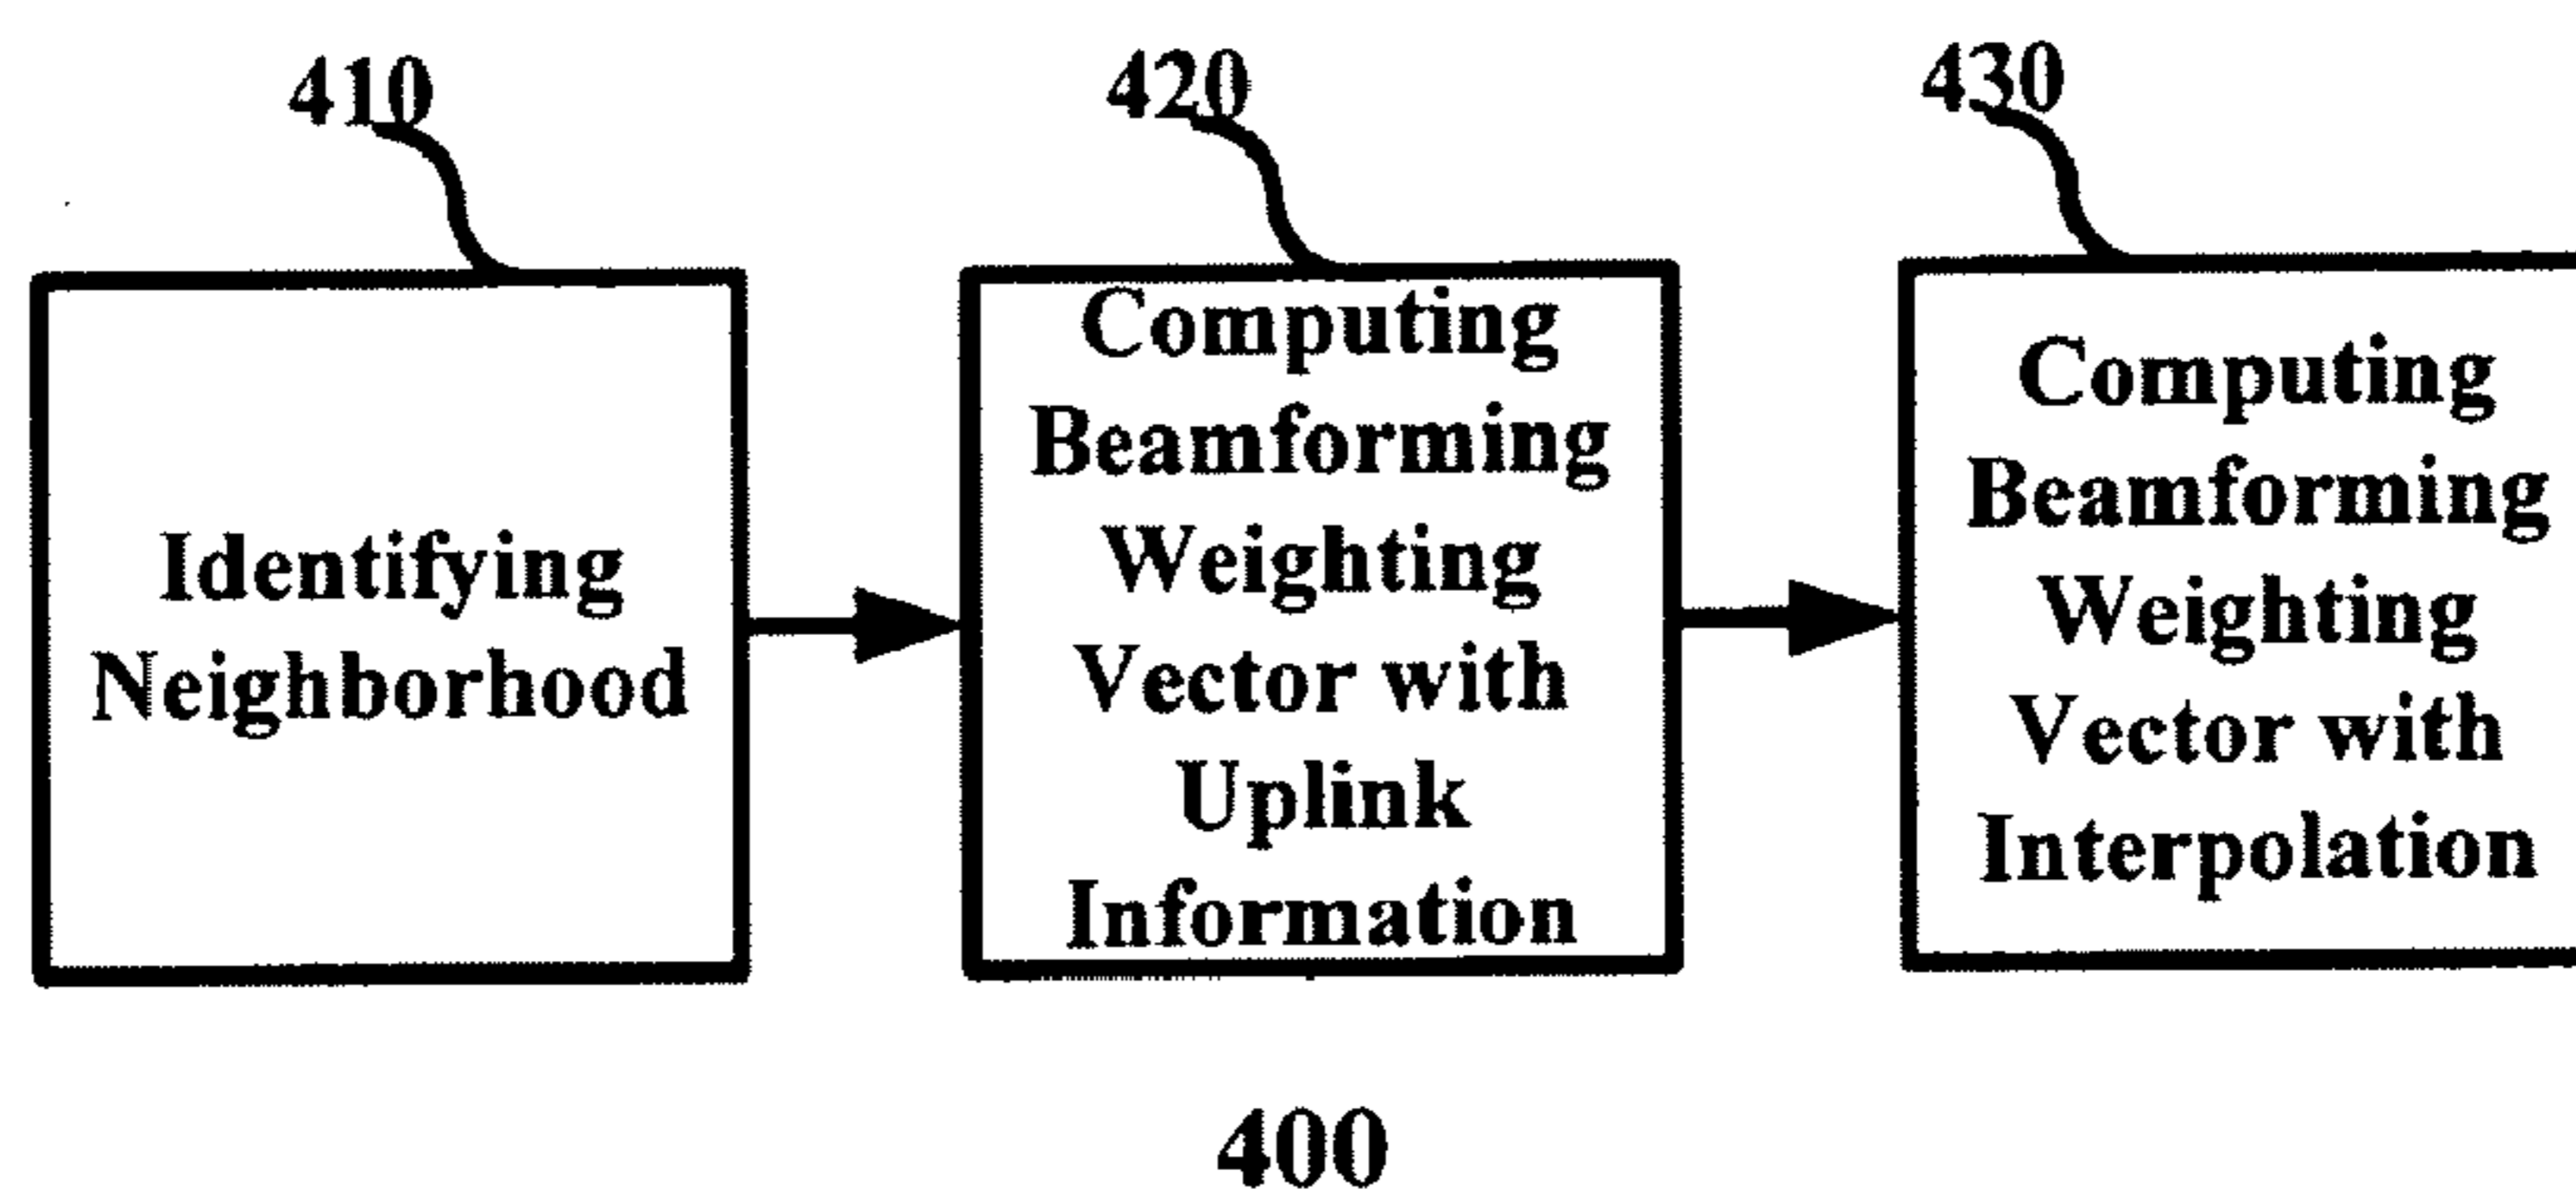 410
420
430
Identifying
Neighborhood
Computing
Beamforming
Weighting
Vector with
Uplink
Information
Computing
Beamforming
Weighting
Vector with
Interpolation
400